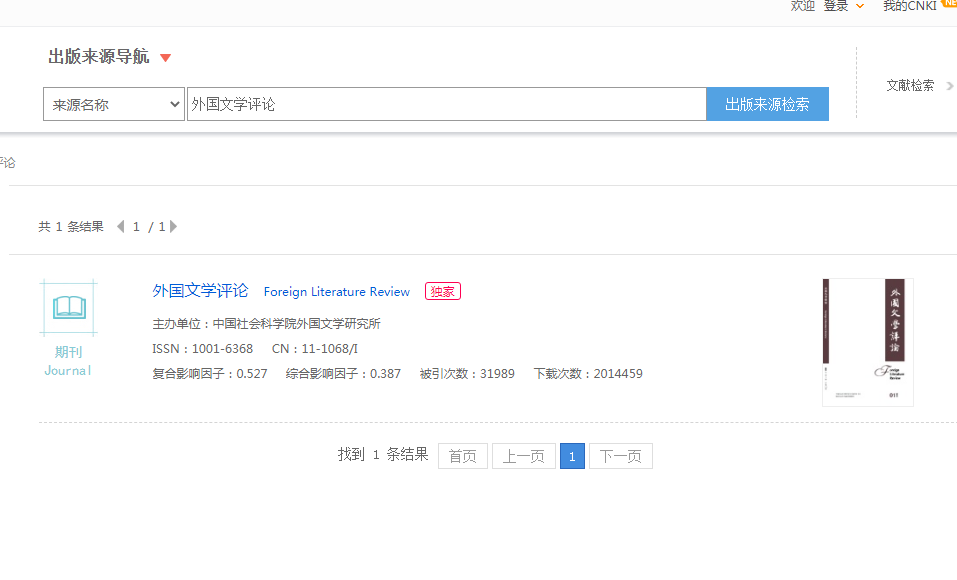 欢迎 登录 我的CNKI NE
出版来源导航
来源名称 外国文学评论 出版来源检索 文献检索
评论
共 1 条结果 1 / 1
外国文学评论 Foreign Literature Review 独家
主办单位：中国社会科学院外国文学研究所
ISSN：1001-6368 CN：11-1068/I
复合影响因子：0.527 综合影响因子：0.387 被引次数：31989 下载次数：2014459
期刊
Journal
外國文學評論
Foreign
Literature
Review
找到 1 条结果 首页 上一页 1 下一页